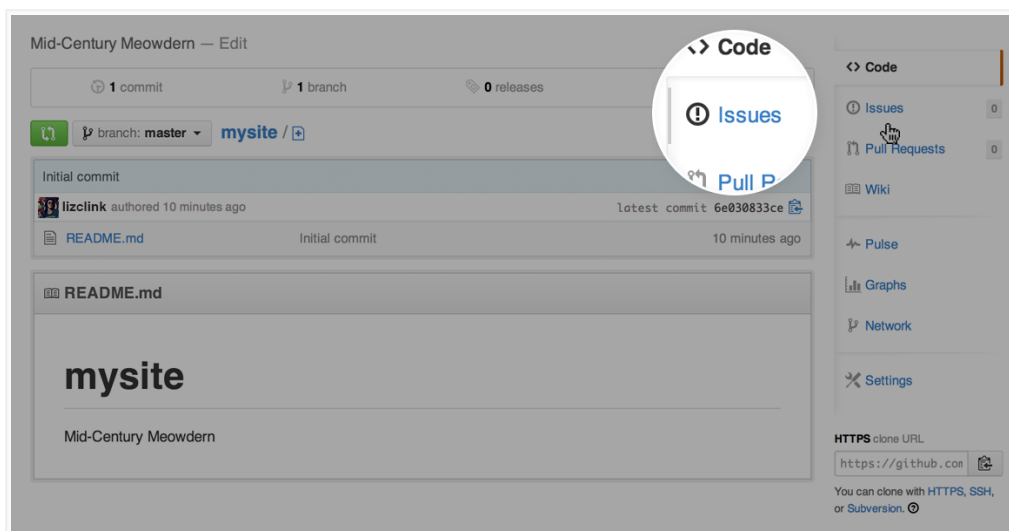 Mid-Century Meowdern — Edit
1 commit
1 branch
0 releases
branch: master
mysite /
Initial commit
lizclink authored 10 minutes ago
latest commit 6e030833ce
README.md
Initial commit
10 minutes ago
README.md
mysite
Mid-Century Meowdern
Code
Issues
Pull
Code
Issues
0
Pull Requests
0
Wiki
Pulse
Graphs
Network
Settings
HTTPS clone URL
https://github.com
You can clone with HTTPS, SSH,
or Subversion.